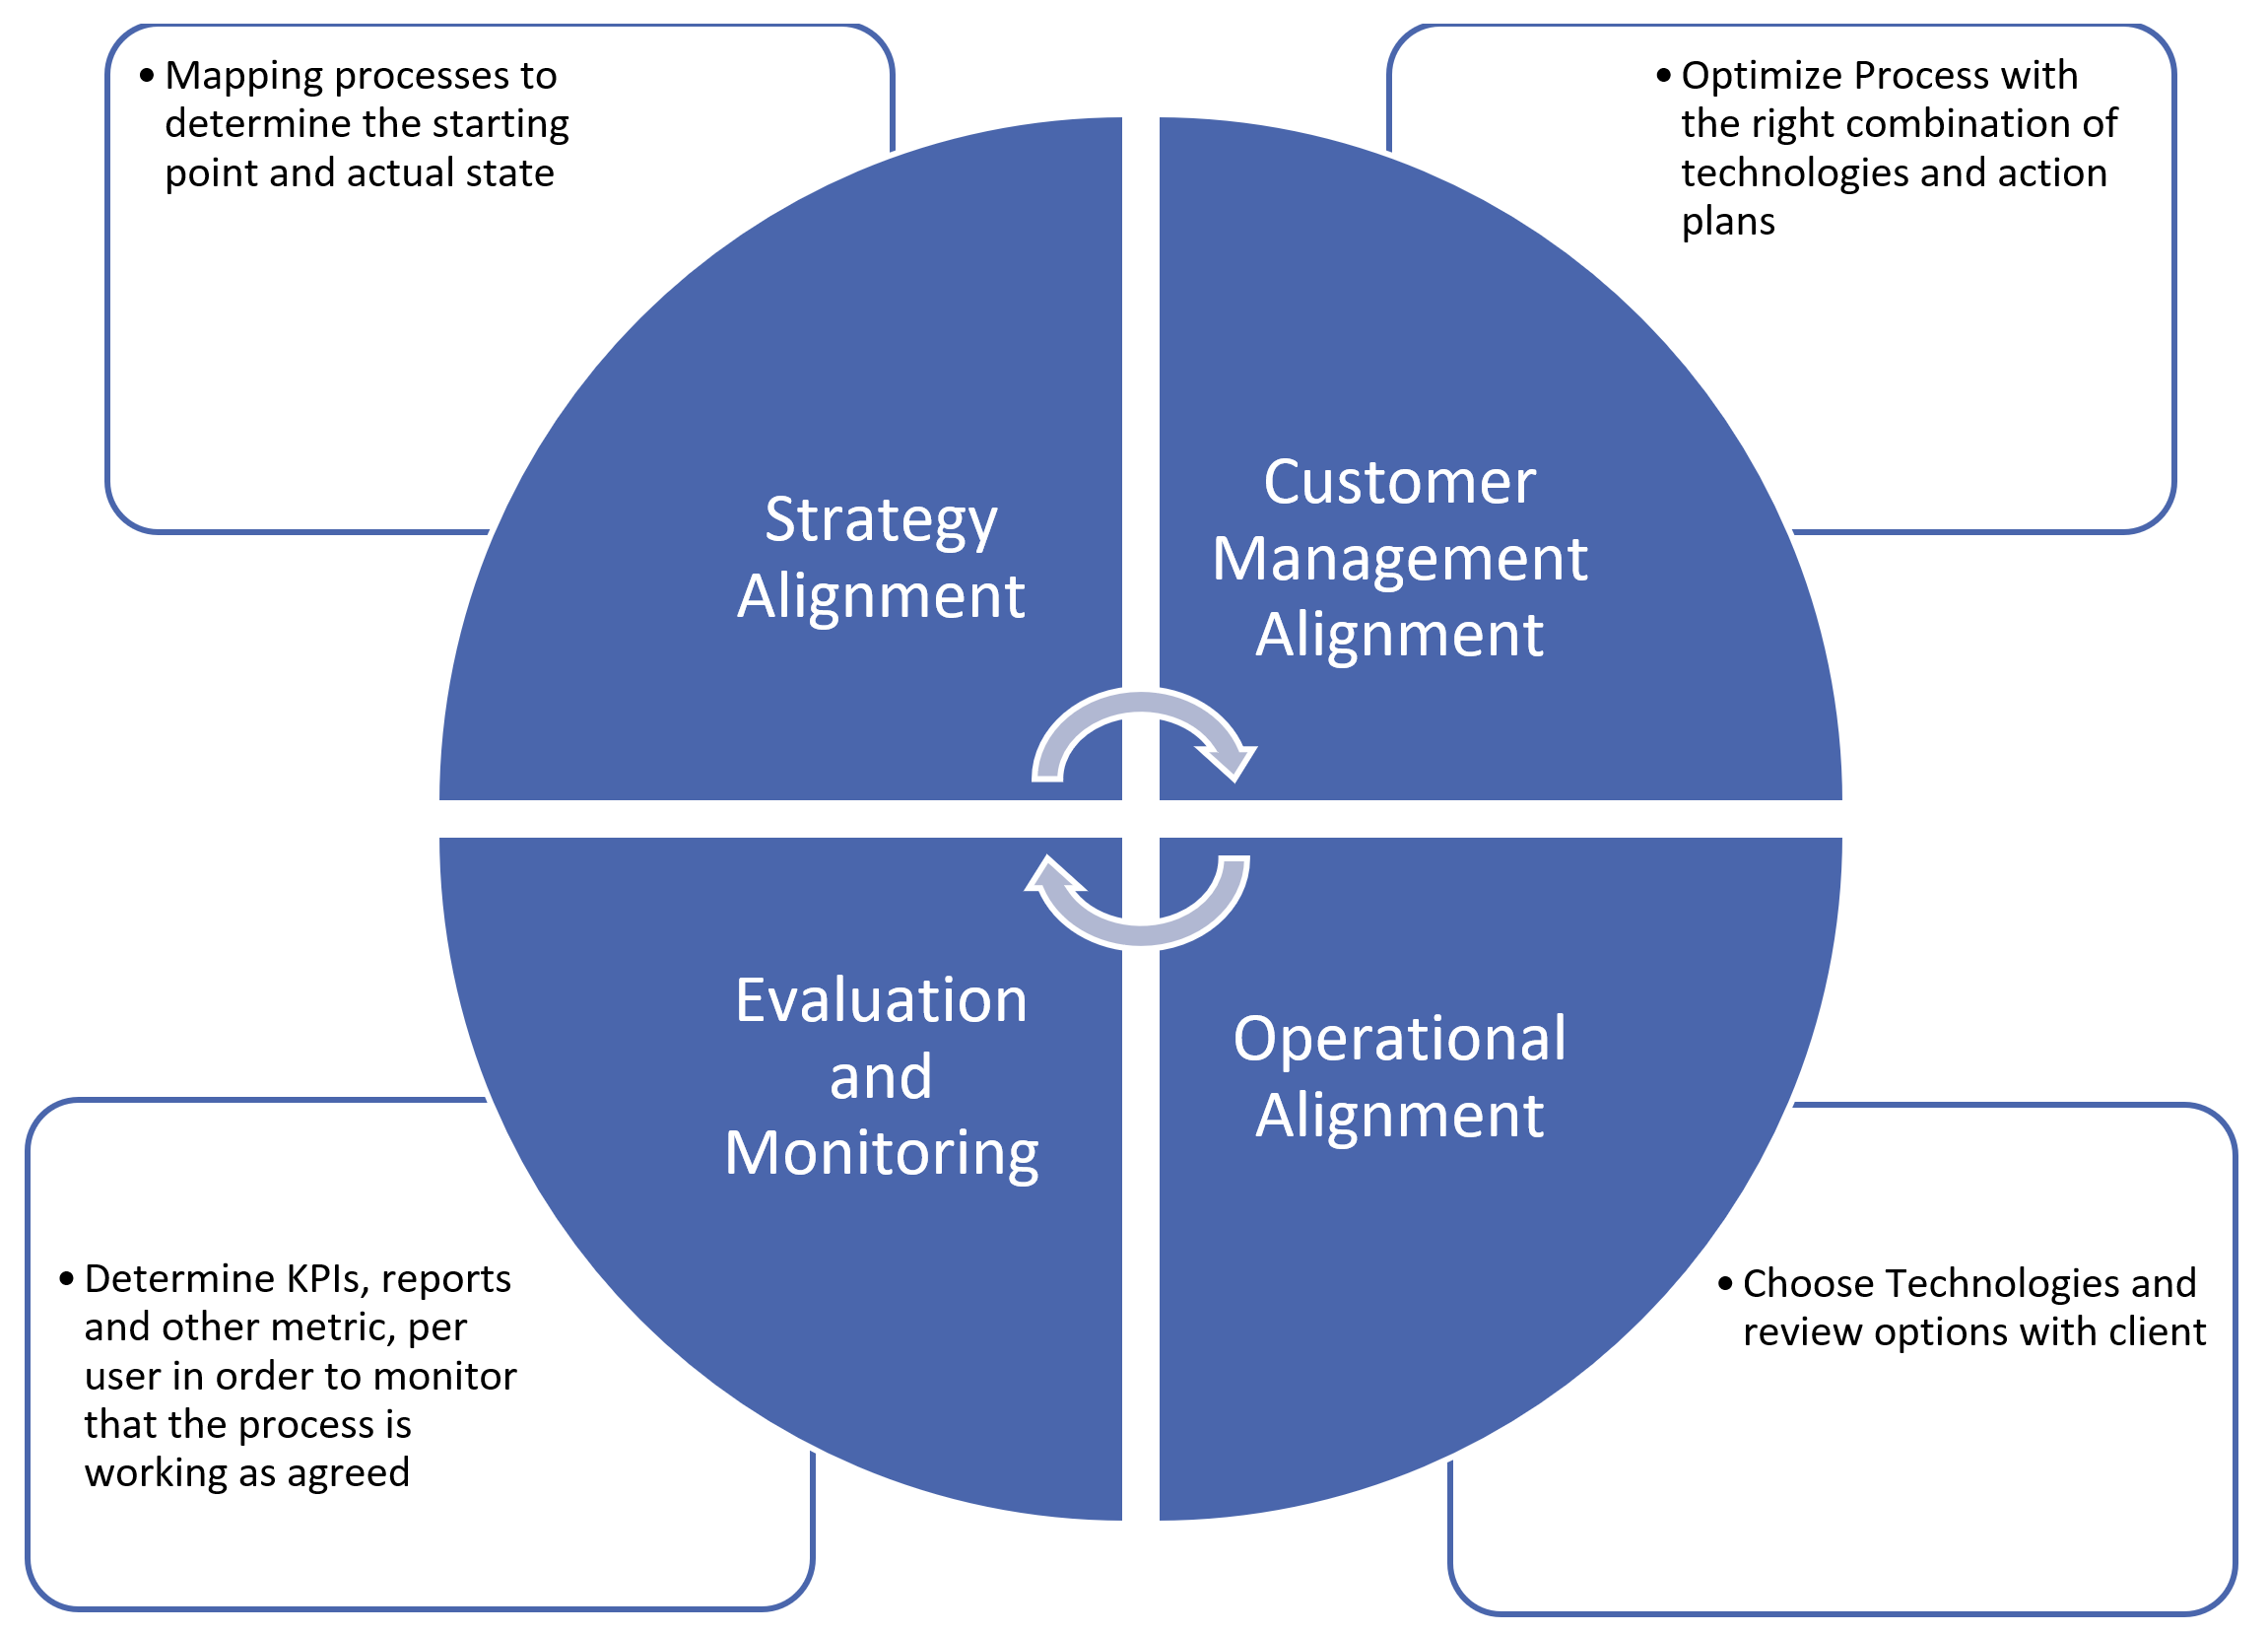 • Mapping processes to
determine the starting
point and actual state
• Optimize Process with
the right combination of
technologies and action
plans
Strategy
Alignment
Customer
Management
Alignment
Evaluation
and
Monitoring
Operational
Alignment
• Determine KPIs, reports
and other metric, per
user in order to monitor
that the process is
working as agreed
• Choose Technologies and
review options with client